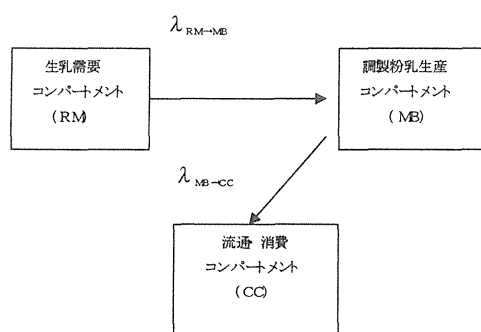 λ RM→MB
生乳需要
コンパートメント
(RM)
調製粉乳生産
コンパートメント
(MB)
λ MB→CC
流通・消費
コンパートメント
(CC)